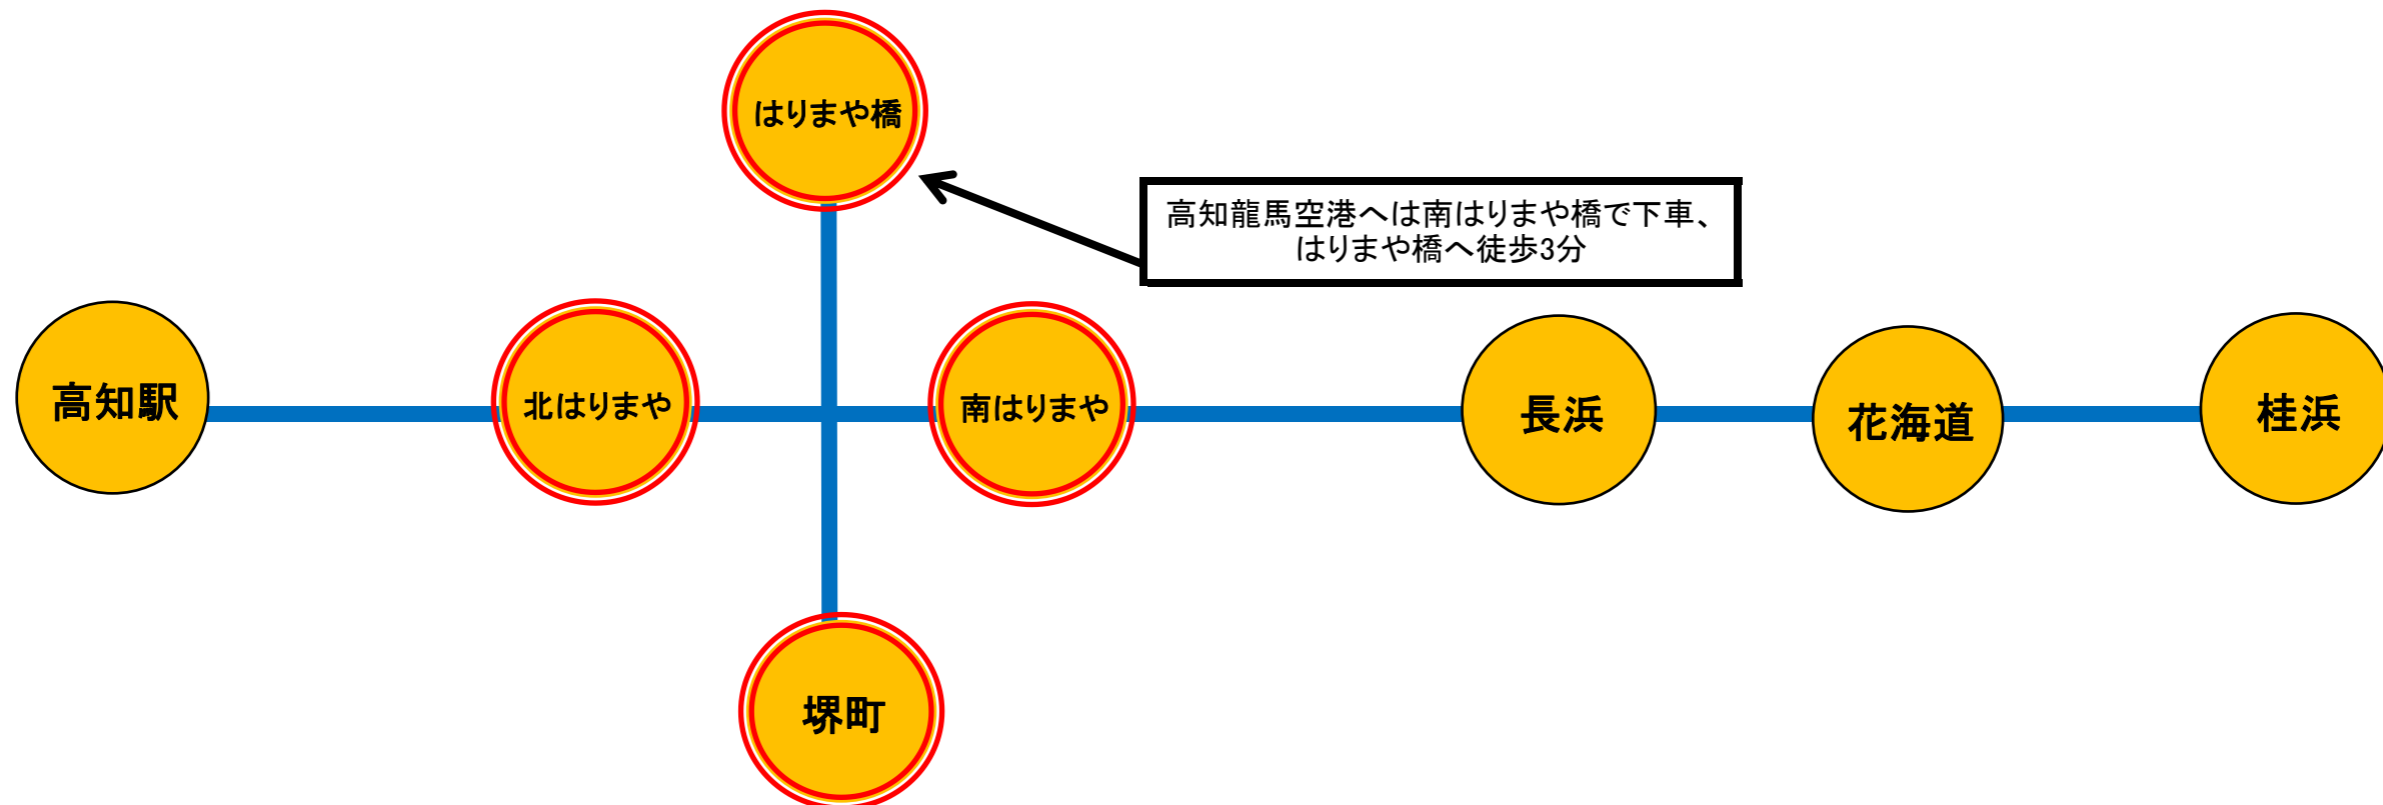 はりまや橋
高知龍馬空港へは南はりまや橋で下車、
はりまや橋へ徒歩3分
高知駅
北はりまや
南はりまや
長浜
花海道
桂浜
堺町